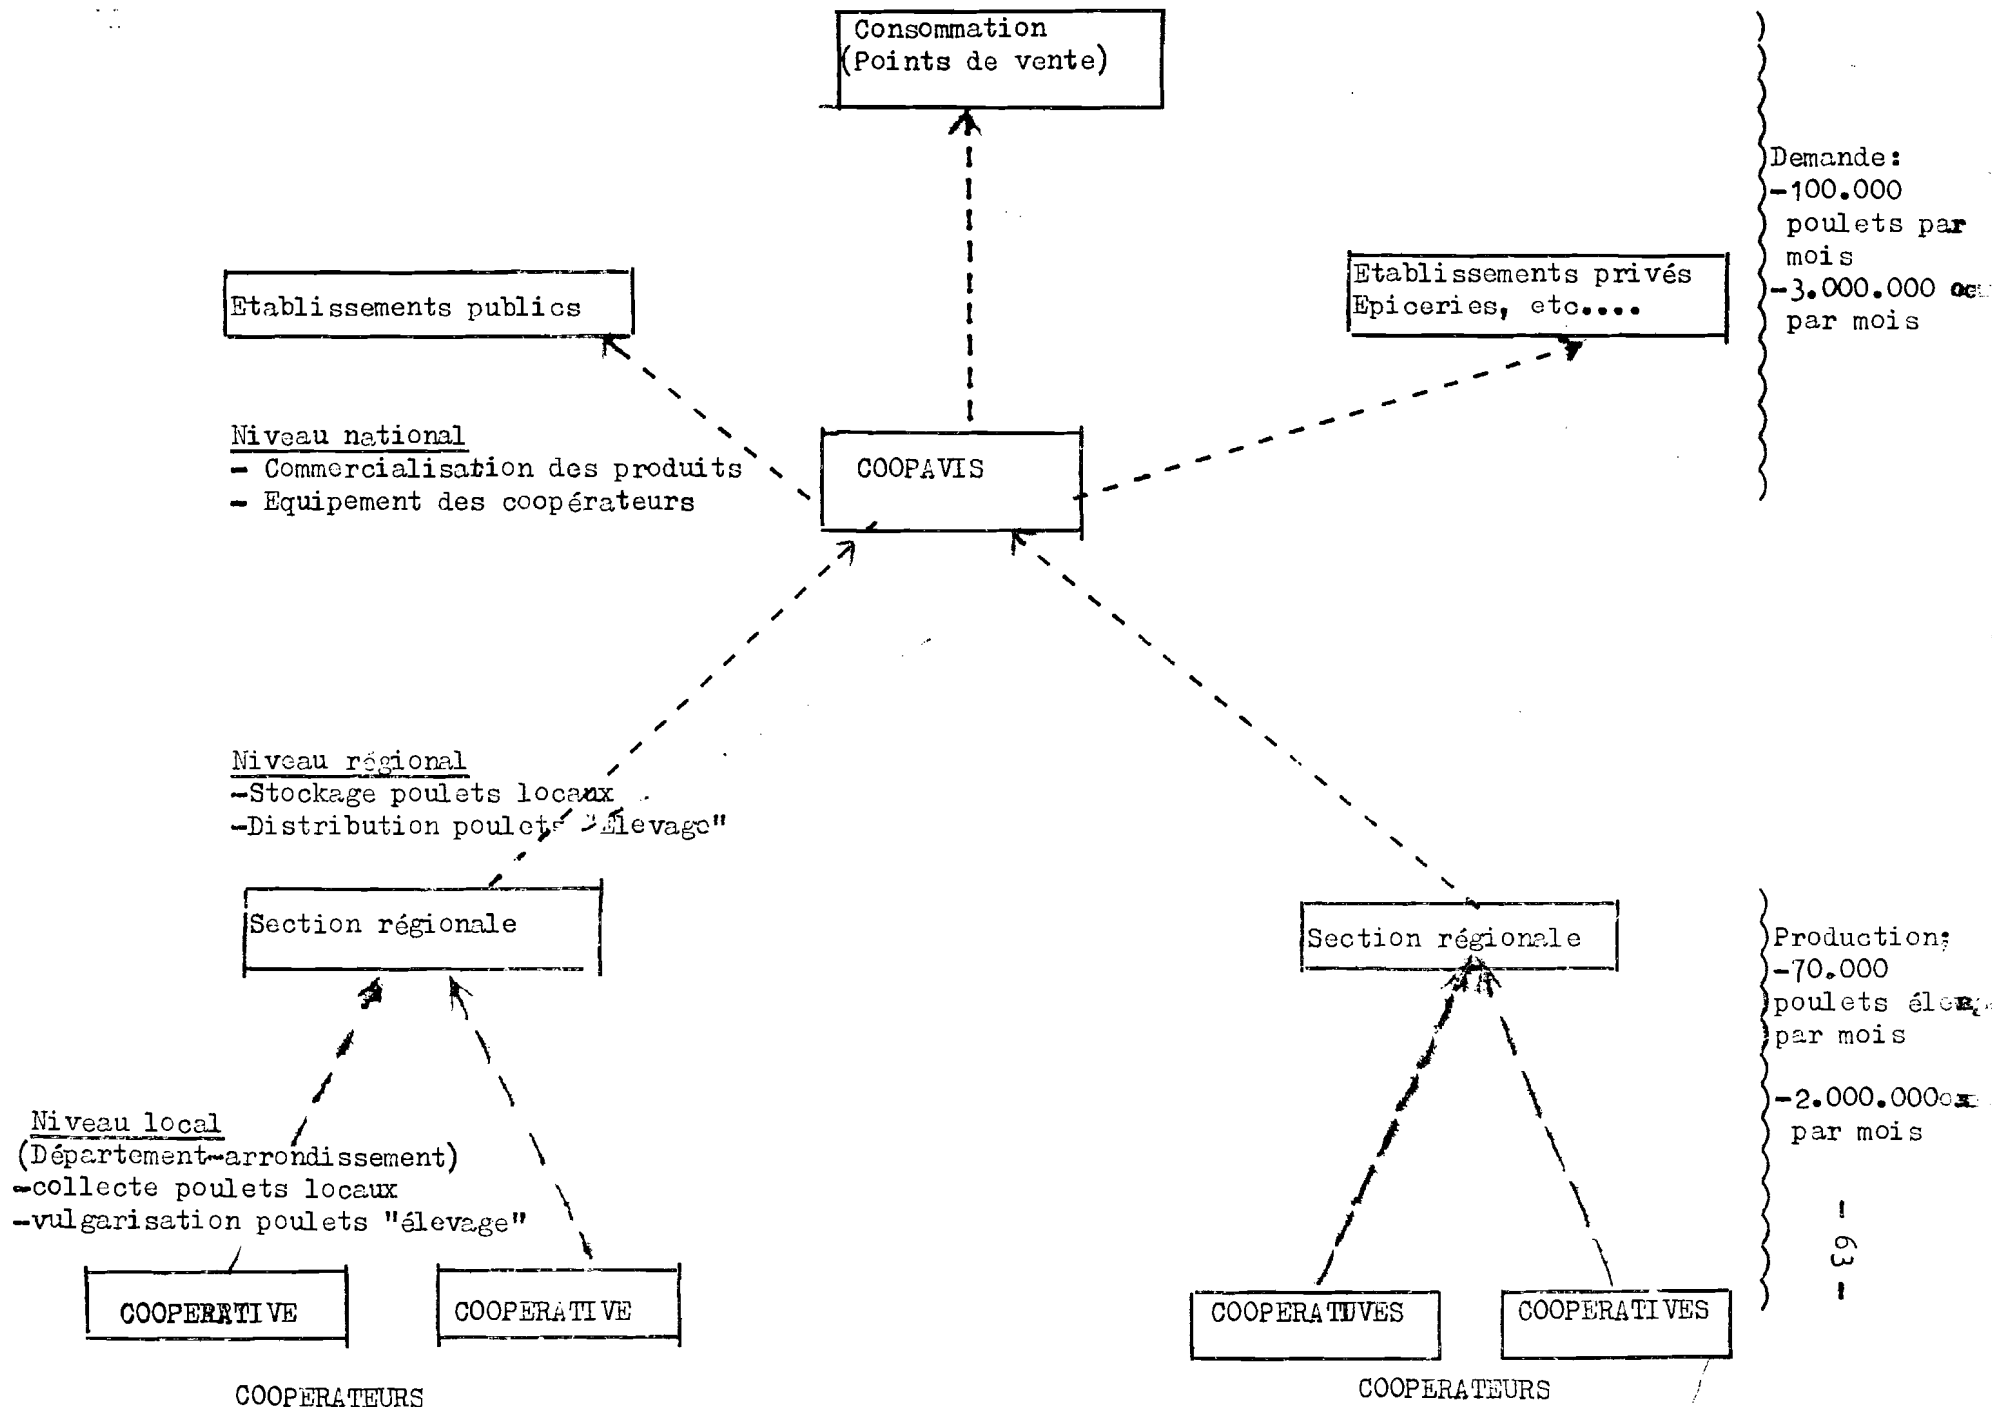 Consommation
(Points de vente)
Demande:
-100.000
poulets par
mois
-3.000.000
par mois
Etablissements publics
Etablissements privés
Epiceries, etc....
Niveau national
- Commercialisation des produits
- Equipement des coopérateurs
COOPAVIS
Niveau régional
-Stockage poulets locaux
-Distribution poulets "Elevage"
Section régionale
Section régionale
Production:
-70.000
poulets
par mois
-2.000.000
par mois
Niveau local
(Département-arrondissement)
-collecte poulets locaux
-vulgarisation poulets "élevage"
COOPERATIVE
COOPERATIVE
COOPERATIVES
COOPERATIVES
COOPERATEURS
COOPERATEURS
- 63 -